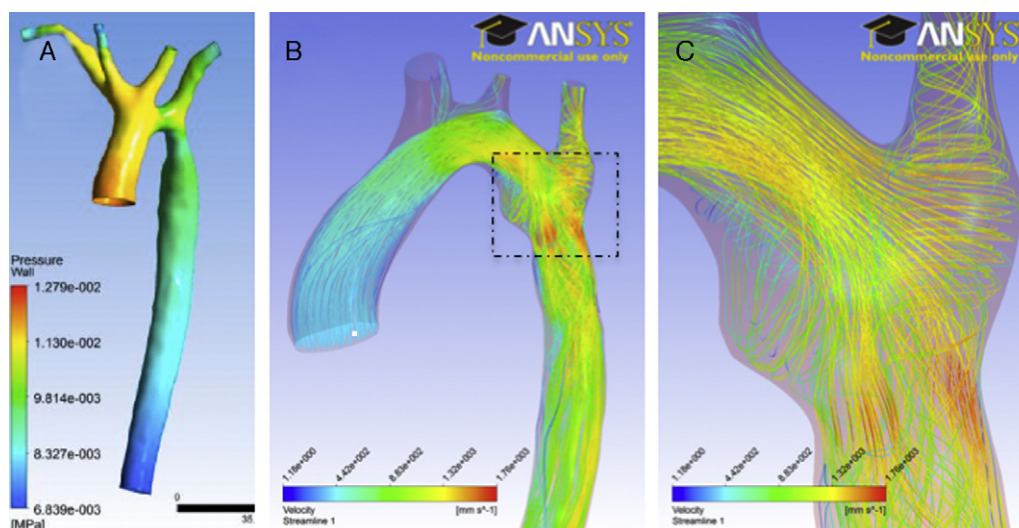 A
Pressure
Wall
1.279e-002
1.130e-002
9.814e-003
8.327e-003
6.839e-003
[MPa]
0
35.
B
ANSYS
Noncommercial use only
1.18e+000
4.42e+002
8.83e+002
1.32e+003
1.76e+003
Velocity
Streamline 1
[mm s^-1]
C
ANSYS
Noncommercial use only
1.18e+000
4.42e+002
8.83e+002
1.32e+003
1.76e+003
Velocity
Streamline 1
[mm s^-1]